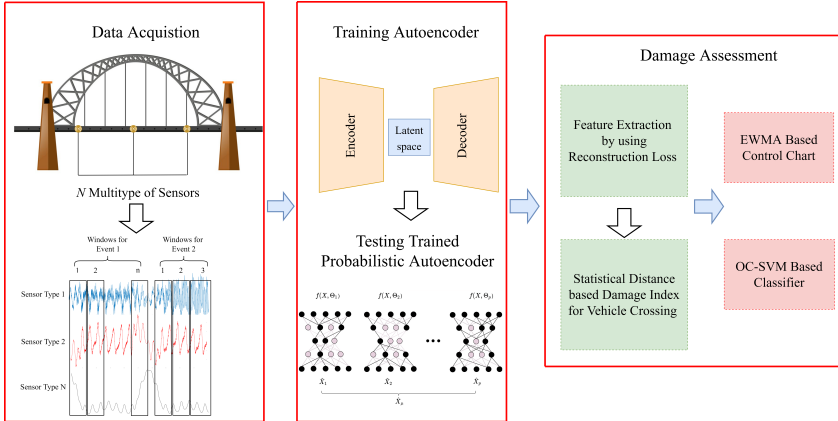 Data Acquistion
N Multitype of Sensors
Windows for
Event 1
Windows for
Event 2
1 2 n 1 2 3
Sensor Type 1
Sensor Type 2
Sensor Type N
Training Autoencoder
Encoder
Latent
space
Decoder
Testing Trained
Probabilistic Autoencoder
f(X, Θ₁) f(X, Θ₂) f(X, Θₚ)
X̂₁ X̂₂ X̂ₚ
Damage Assessment
Feature Extraction
by using
Reconstruction Loss
Statistical Distance
based Damage Index
for Vehicle Crossing
EWMA Based
Control Chart
OC-SVM Based
Classifier